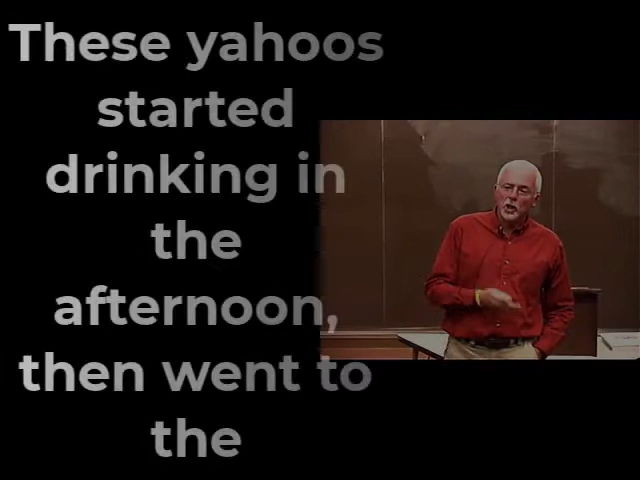 These yahoos
started
drinking in
the
afternoon,
then went to
the